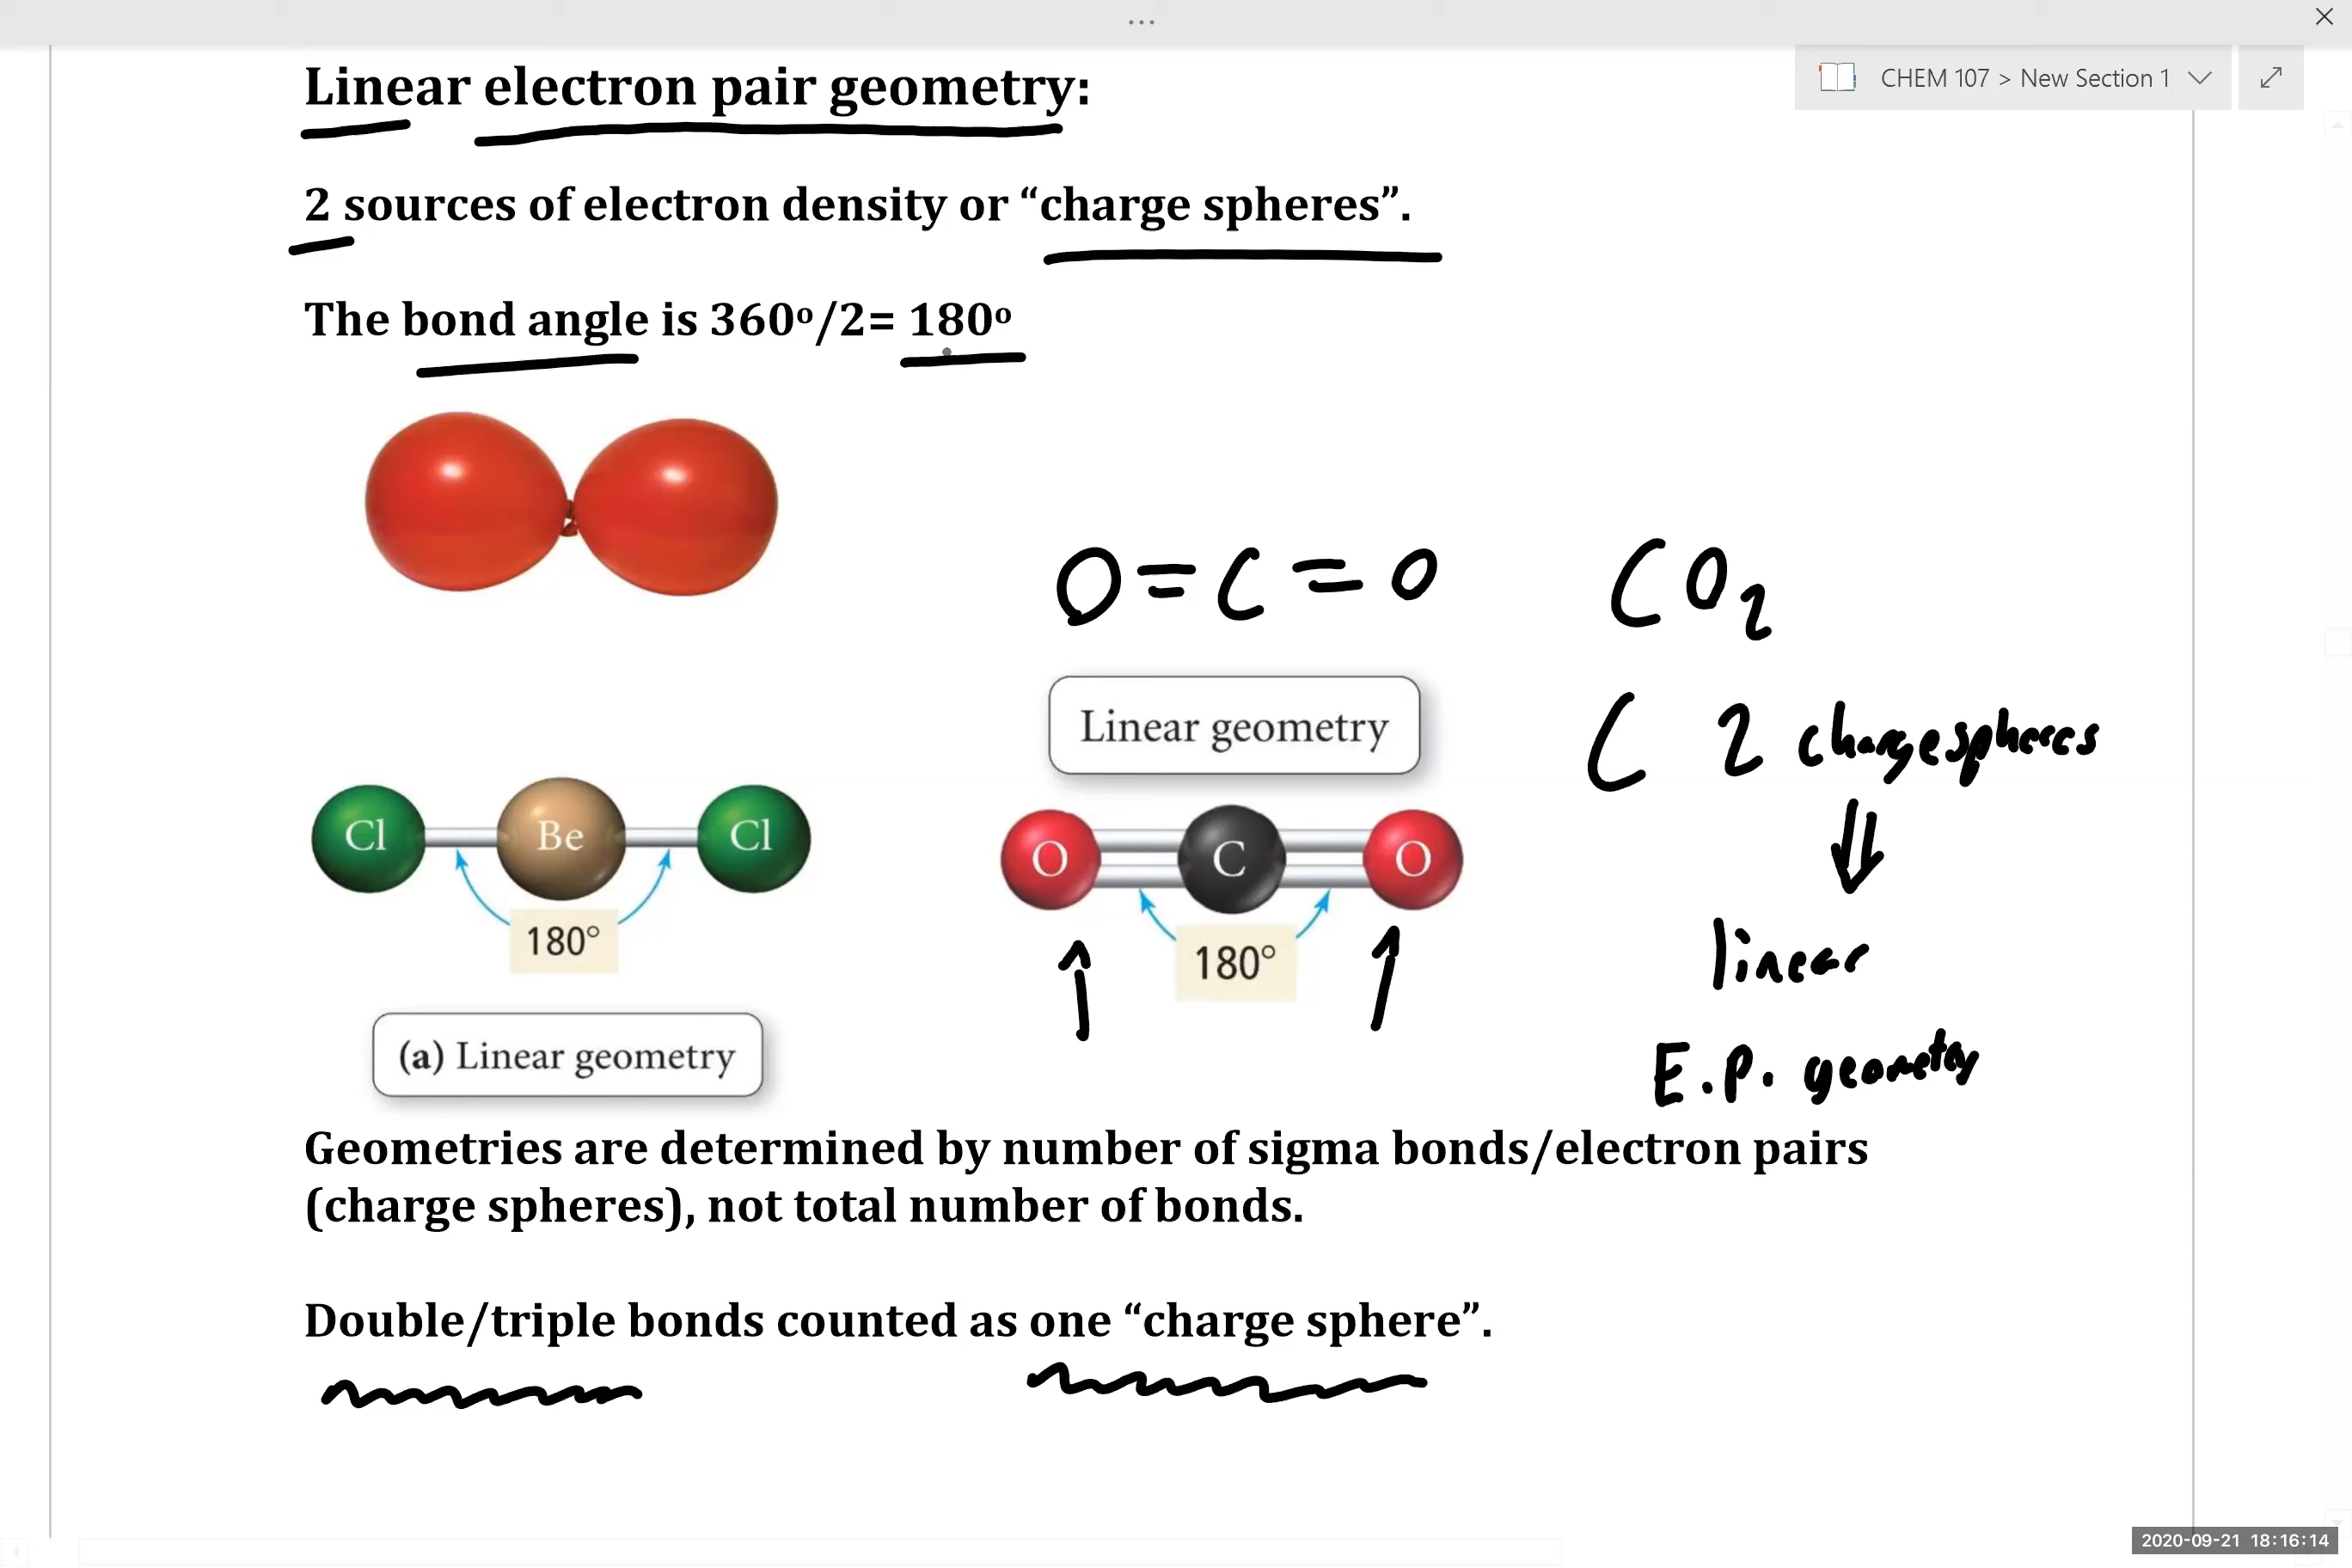 ...
CHEM 107 > New Section 1
Linear electron pair geometry:
2 sources of electron density or “charge spheres”.
The bond angle is 360º/2= 180º
O=C=O
CO2
Linear geometry
C 2 charge spheres
Cl Be Cl
180°
O C O
180°
linear
(a) Linear geometry
E.P. geometry
Geometries are determined by number of sigma bonds/electron pairs
(charge spheres), not total number of bonds.
Double/triple bonds counted as one “charge sphere”.
2020-09-21 18:16:14